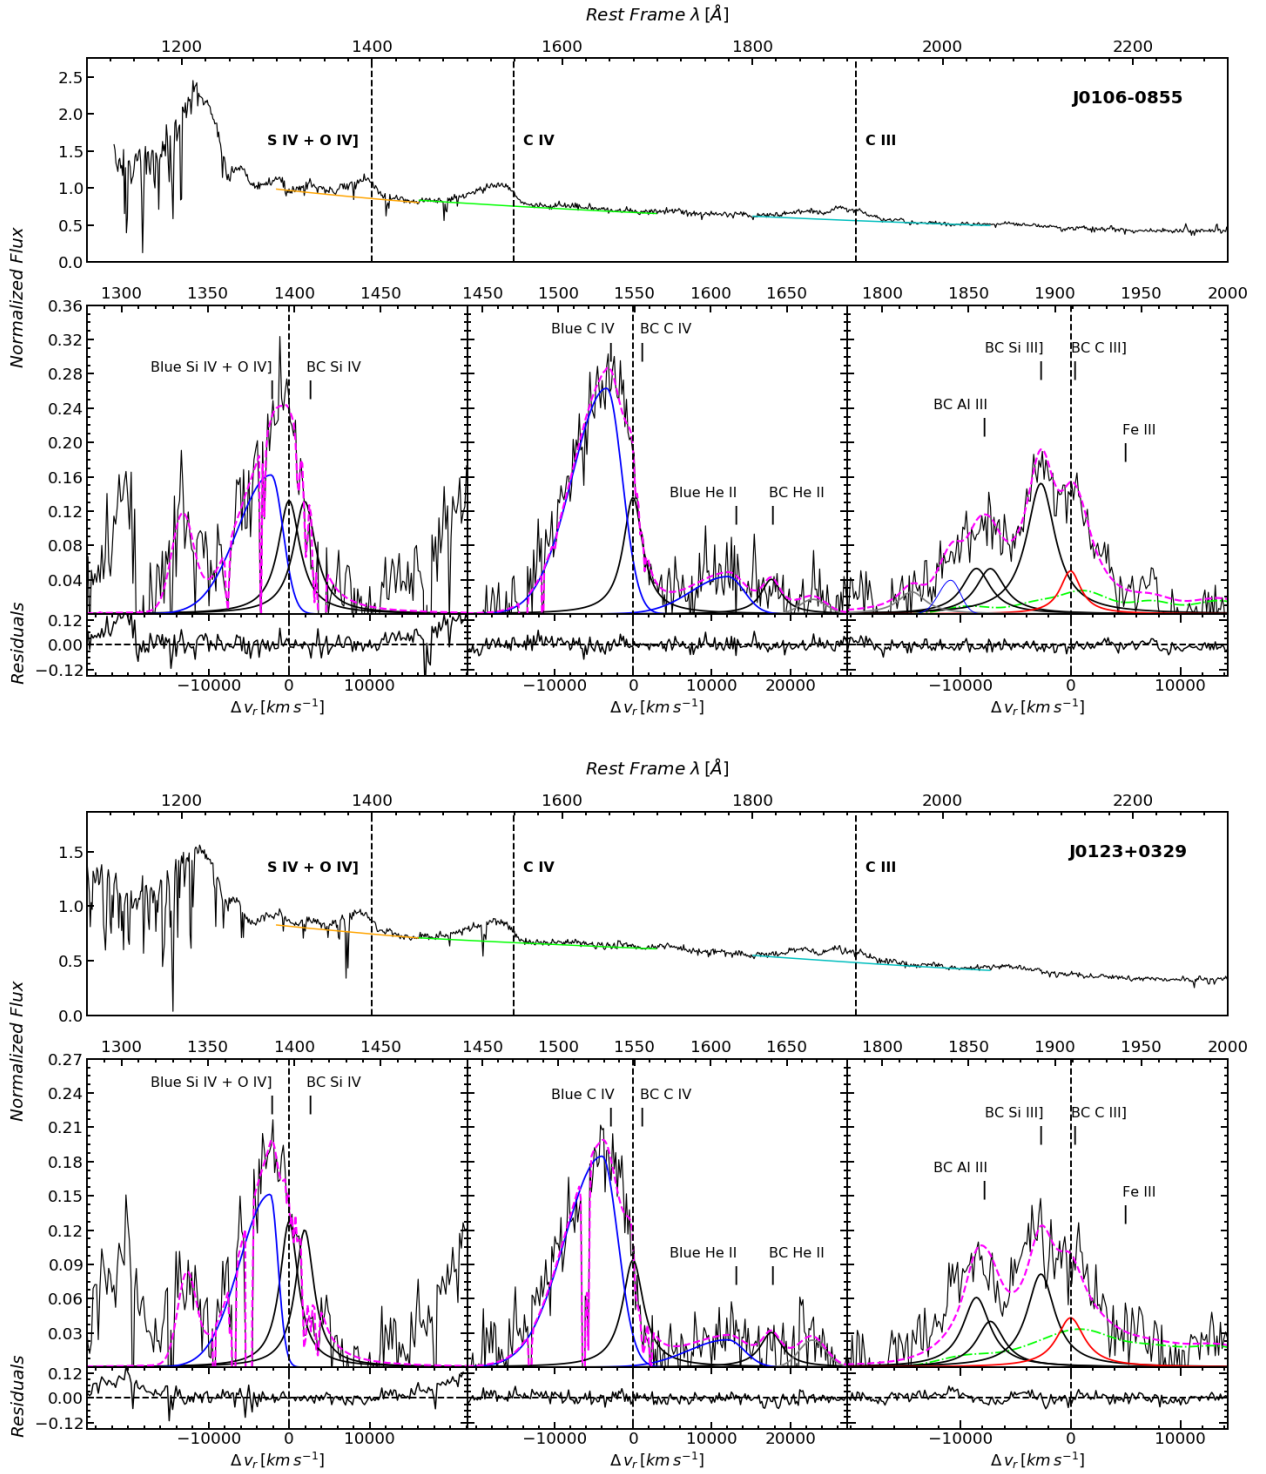 Rest Frame λ [Å]
1200 1400 1600 1800 2000 2200
J0106-0855
S IV + O IV] C IV C III
2.5
2.0
1.5
1.0
0.5
0.0
Normalized Flux
1300 1350 1400 1450 1450 1500 1550 1600 1650 1800 1850 1900 1950 2000
0.36
0.32
0.28
0.24
0.20
0.16
0.12
0.08
0.04
Blue Si IV + O IV] BC Si IV
Blue C IV BC C IV
Blue He II BC He II
BC Si III] BC C III]
BC Al III
Fe III
Residuals
0.12
0.00
−0.12
−10000 0 10000 −10000 0 10000 20000 −10000 0 10000
Δ vr [km s−1] Δ vr [km s−1] Δ vr [km s−1]
Rest Frame λ [Å]
1200 1400 1600 1800 2000 2200
J0123+0329
S IV + O IV] C IV C III
1.5
1.0
0.5
0.0
Normalized Flux
1300 1350 1400 1450 1450 1500 1550 1600 1650 1800 1850 1900 1950 2000
0.27
0.24
0.21
0.18
0.15
0.12
0.09
0.06
0.03
Blue Si IV + O IV] BC Si IV
Blue C IV BC C IV
Blue He II BC He II
BC Si III] BC C III]
BC Al III
Fe III
Residuals
0.12
0.00
−0.12
−10000 0 10000 −10000 0 10000 20000 −10000 0 10000
Δ vr [km s−1] Δ vr [km s−1] Δ vr [km s−1]